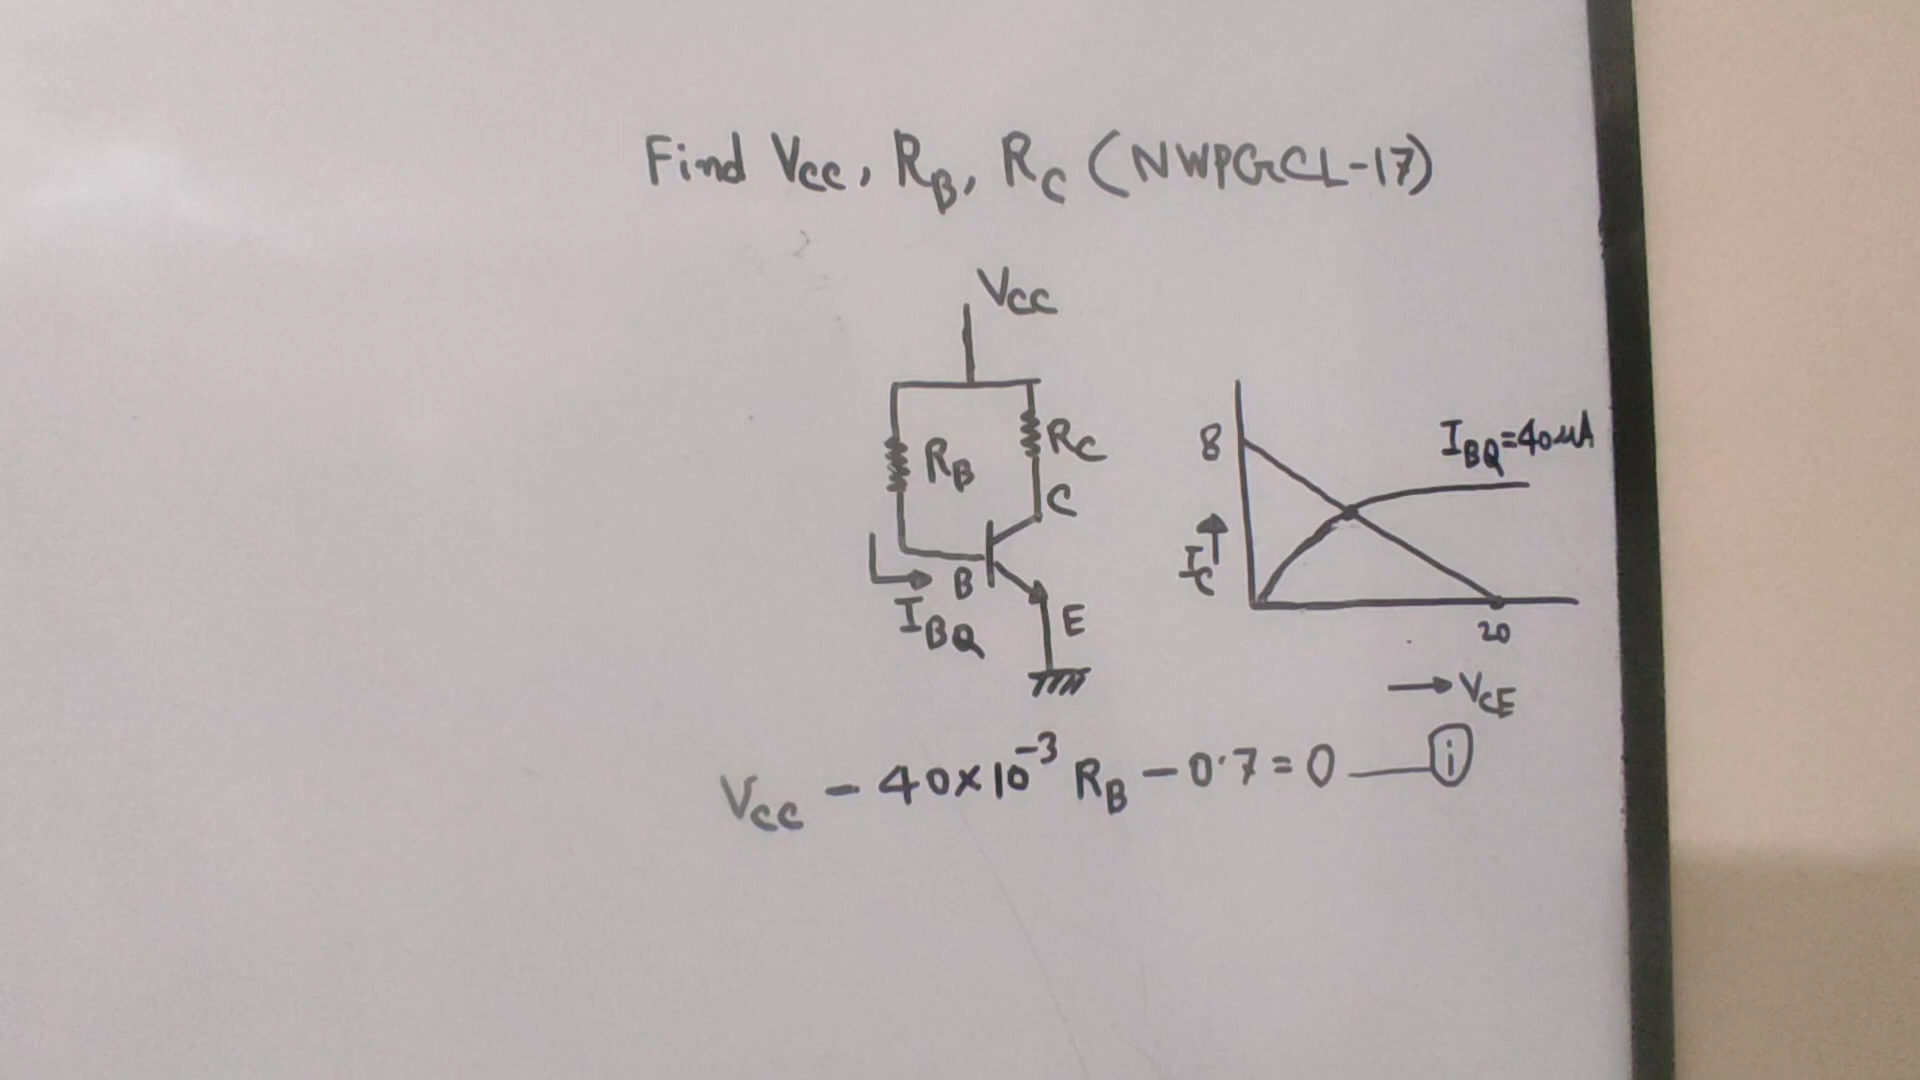 Find Vcc, RB, RC (NWPGCL-17)
VCC
RB
RC
C
B
E
IBQ
8
IBQ=40µA
IC
20
VCE
VCC - 40×10⁻³ RB - 0.7 = 0 — i